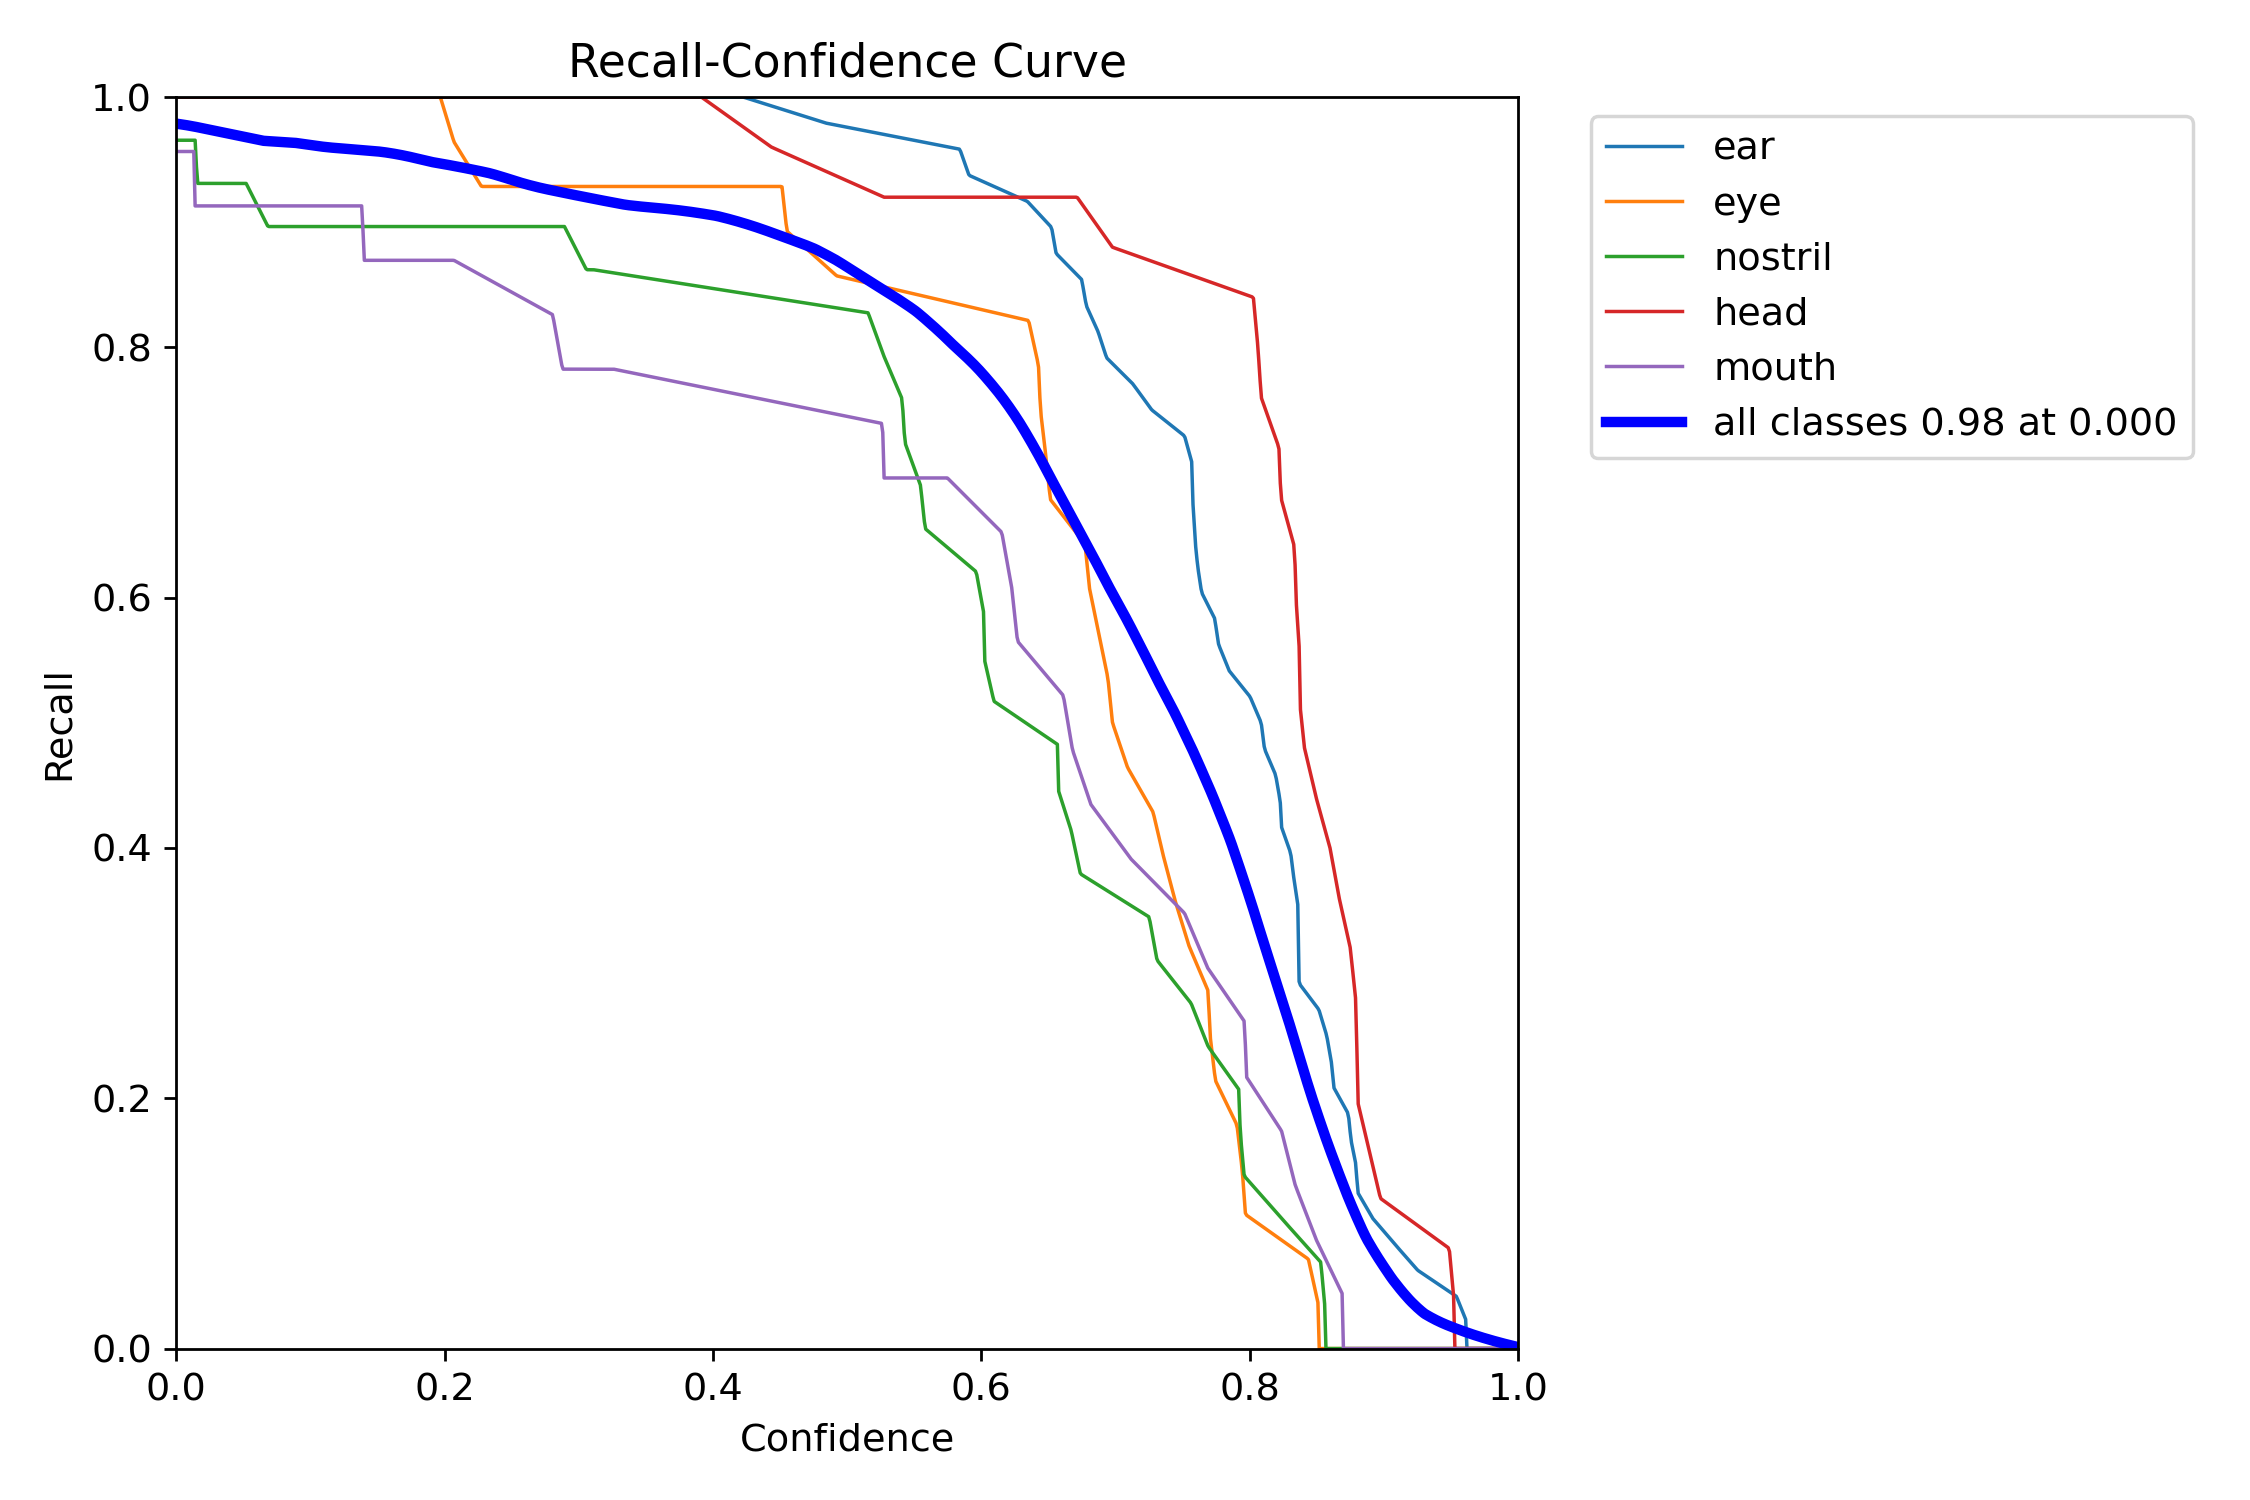 Recall-Confidence Curve
1.0
0.8
0.6
0.4
0.2
0.0
Recall
0.0 0.2 0.4 0.6 0.8 1.0
Confidence
ear
eye
nostril
head
mouth
all classes 0.98 at 0.000